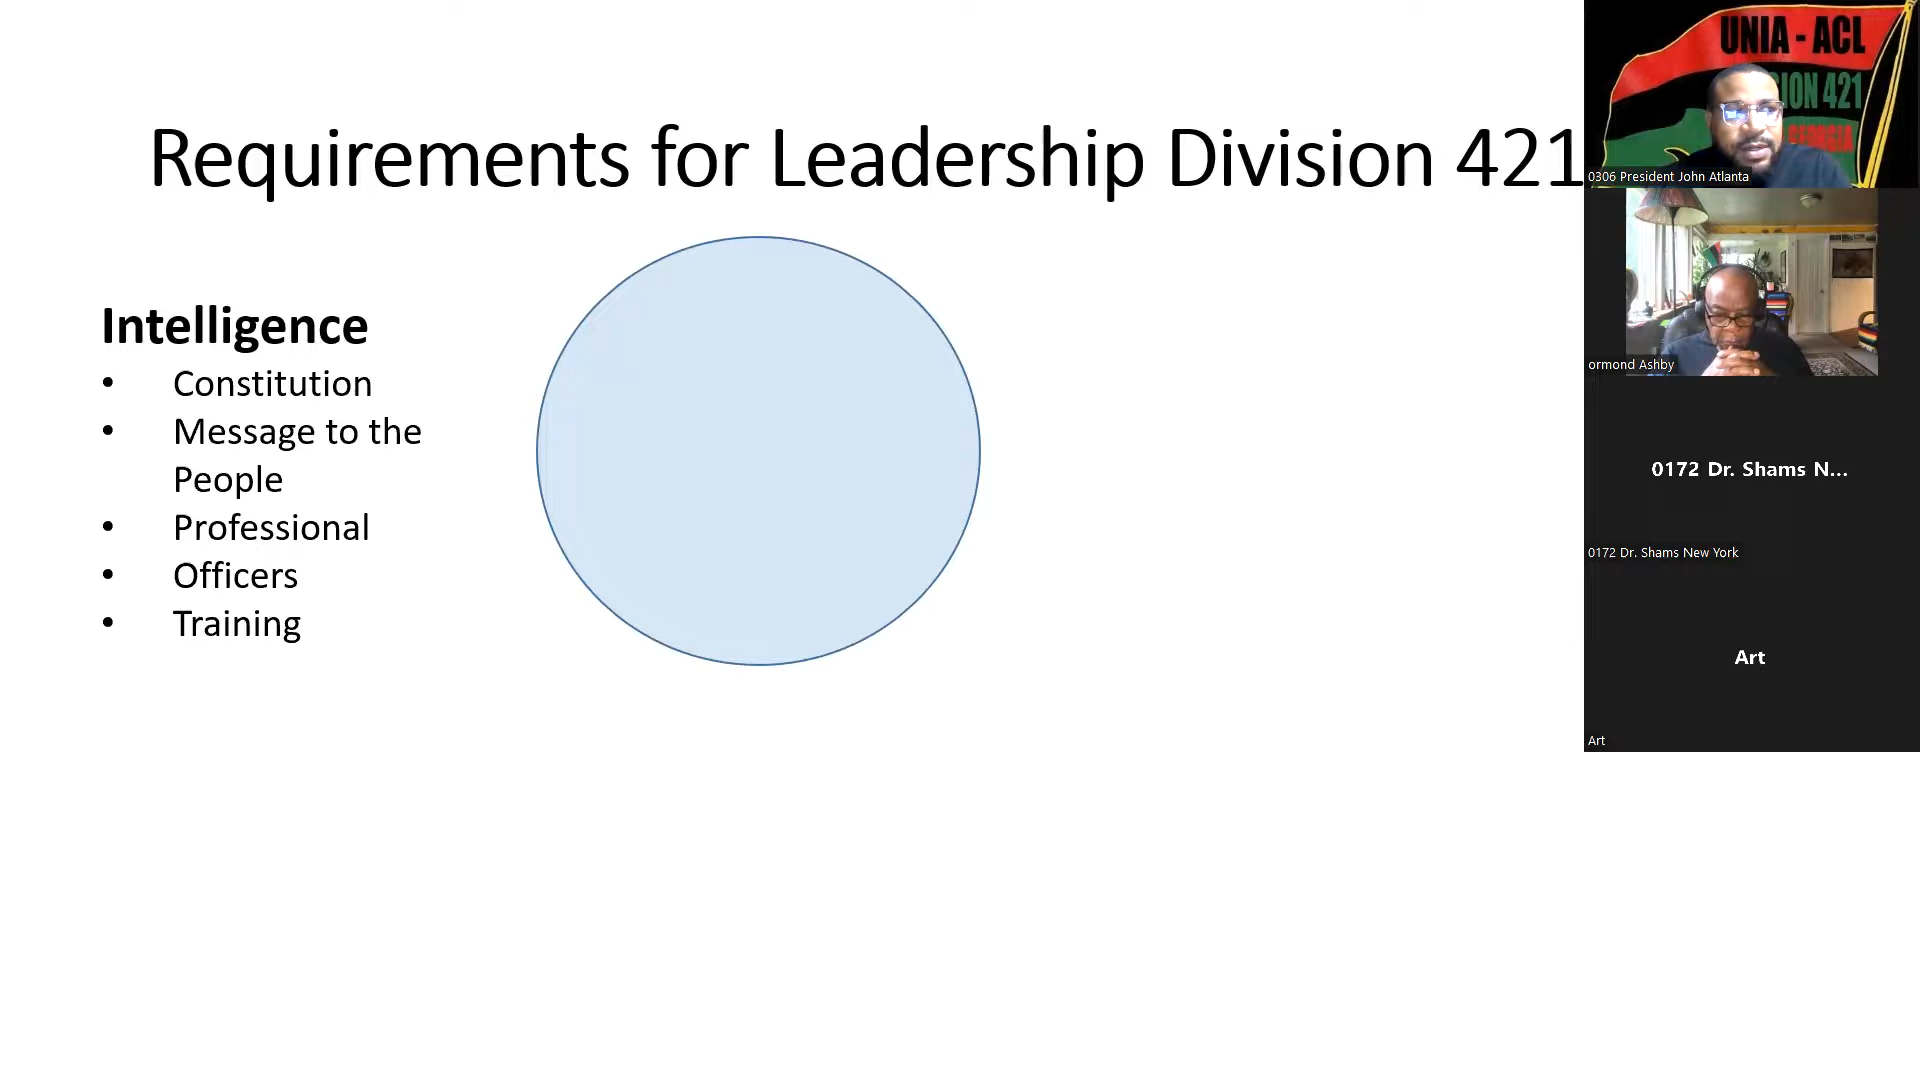 Requirements for Leadership Division 421
Intelligence
• Constitution
• Message to the
People
• Professional
• Officers
• Training
UNIA - ACL
ION 421
GEORGIA
0306 President John Atlanta
ormond Ashby
0172 Dr. Shams N...
0172 Dr. Shams New York
Art
Art